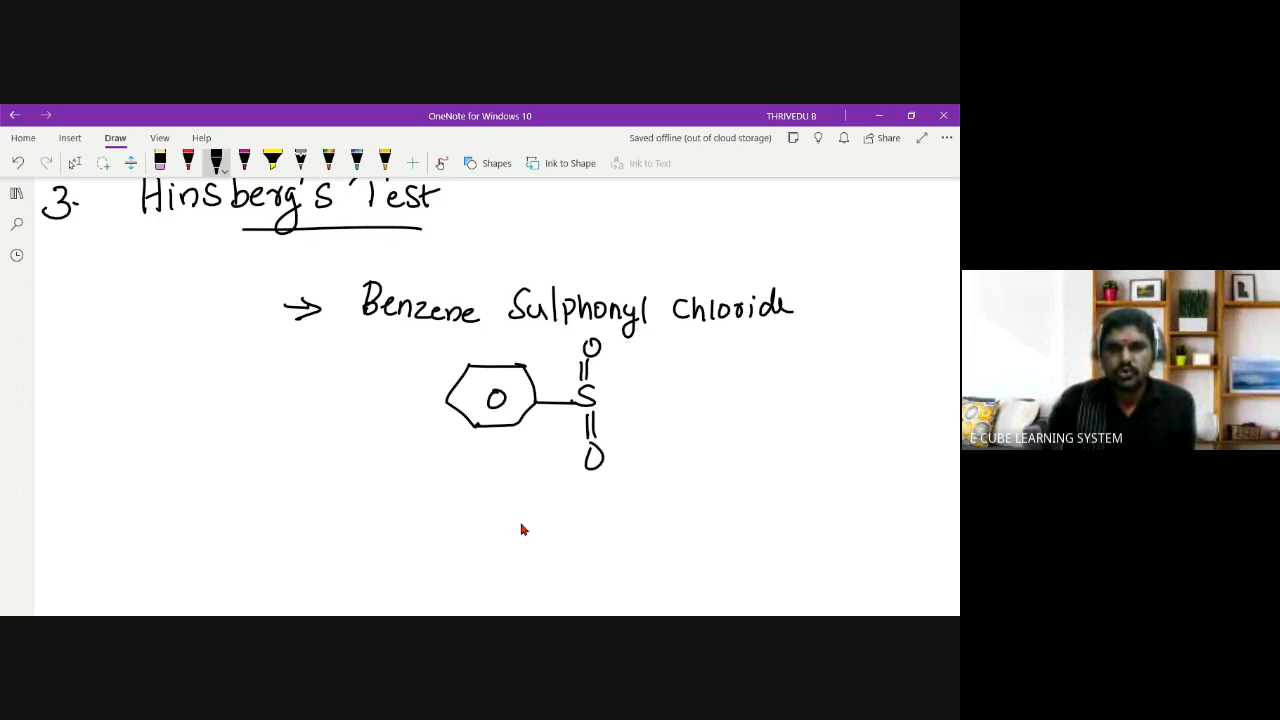 OneNote for Windows 10
THRIVEDU B
Home Insert Draw View Help
Saved offline (out of cloud storage)
Share
Shapes
Ink to Shape
Ink to Text
3. Hinsberg's Test
→ Benzene Sulphonyl Chloride
O
O S
O
E CUBE LEARNING SYSTEM